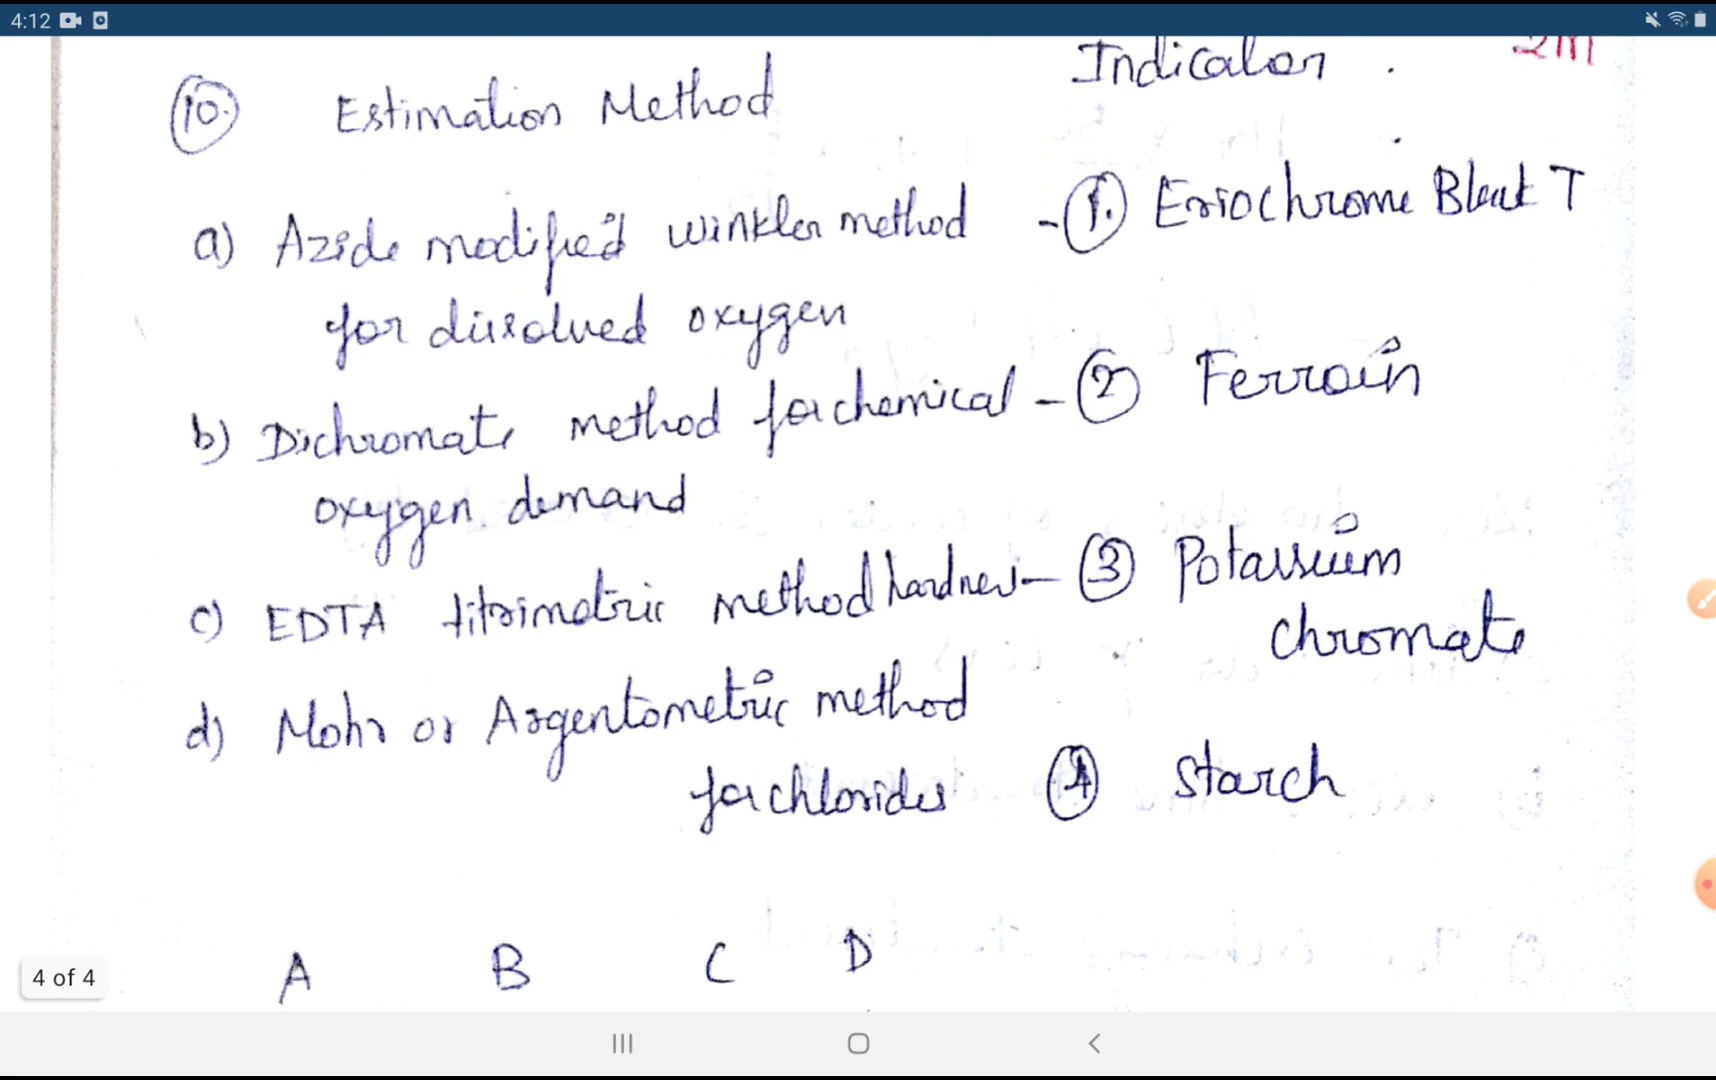 4:12
Indicator . 2M
10. Estimation Method
a) Azide modified winkler method - 1. Eriochrome Black T
for dissolved oxygen
b) Dichromate method for chemical - 2 Ferroin
oxygen demand
c) EDTA titrimetric method hardness - 3 Potassium
chromate
d) Mohr or Argentometric method
for chlorides 4 starch
A B C D
4 of 4